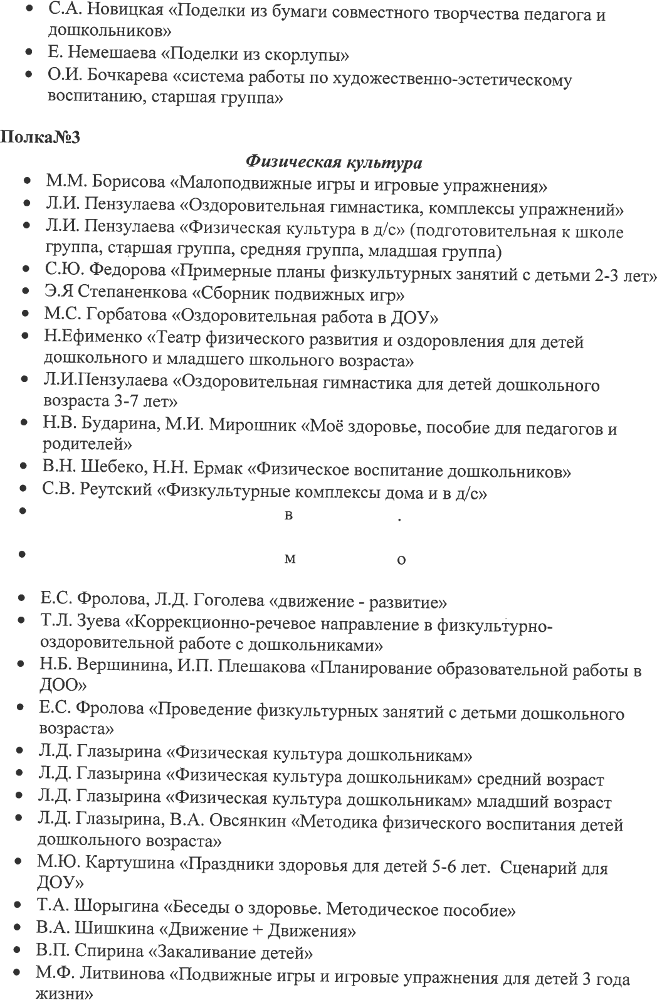 • С.А. Новицкая «Поделки из бумаги совместного творчества педагога и
дошкольников»
• Е. Немешаева «Поделки из скорлупы»
• О.И. Бочкарева «система работы по художественно-эстетическому
воспитанию, старшая группа»
Полка№3
Физическая культура
• М.М. Борисова «Малоподвижные игры и игровые упражнения»
• Л.И. Пензулаева «Оздоровительная гимнастика, комплексы упражнений»
• Л.И. Пензулаева «Физическая культура в д/с» (подготовительная к школе
группа, старшая группа, средняя группа, младшая группа)
• С.Ю. Федорова «Примерные планы физкультурных занятий с детьми 2-3 лет»
• Э.Я Степаненкова «Сборник подвижных игр»
• М.С. Горбатова «Оздоровительная работа в ДОУ»
• Н.Ефименко «Театр физического развития и оздоровления для детей
дошкольного и младшего школьного возраста»
• Л.И.Пензулаева «Оздоровительная гимнастика для детей дошкольного
возраста 3-7 лет»
• Н.В. Бударина, М.И. Мирошник «Моё здоровье, пособие для педагогов и
родителей»
• В.Н. Шебеко, Н.Н. Ермак «Физическое воспитание дошкольников»
• С.В. Реутский «Физкультурные комплексы дома и в д/с»
• в .
• м о
• Е.С. Фролова, Л.Д. Гоголева «движение - развитие»
• Т.Л. Зуева «Коррекционно-речевое направление в физкультурно-
оздоровительной работе с дошкольниками»
• Н.Б. Вершинина, И.П. Плешакова «Планирование образовательной работы в
ДОО»
• Е.С. Фролова «Проведение физкультурных занятий с детьми дошкольного
возраста»
• Л.Д. Глазырина «Физическая культура дошкольникам»
• Л.Д. Глазырина «Физическая культура дошкольникам» средний возраст
• Л.Д. Глазырина «Физическая культура дошкольникам» младший возраст
• Л.Д. Глазырина, В.А. Овсянкин «Методика физического воспитания детей
дошкольного возраста»
• М.Ю. Картушина «Праздники здоровья для детей 5-6 лет. Сценарий для
ДОУ»
• Т.А. Шорыгина «Беседы о здоровье. Методическое пособие»
• В.А. Шишкина «Движение + Движения»
• В.П. Спирина «Закаливание детей»
• М.Ф. Литвинова «Подвижные игры и игровые упражнения для детей 3 года
жизни»